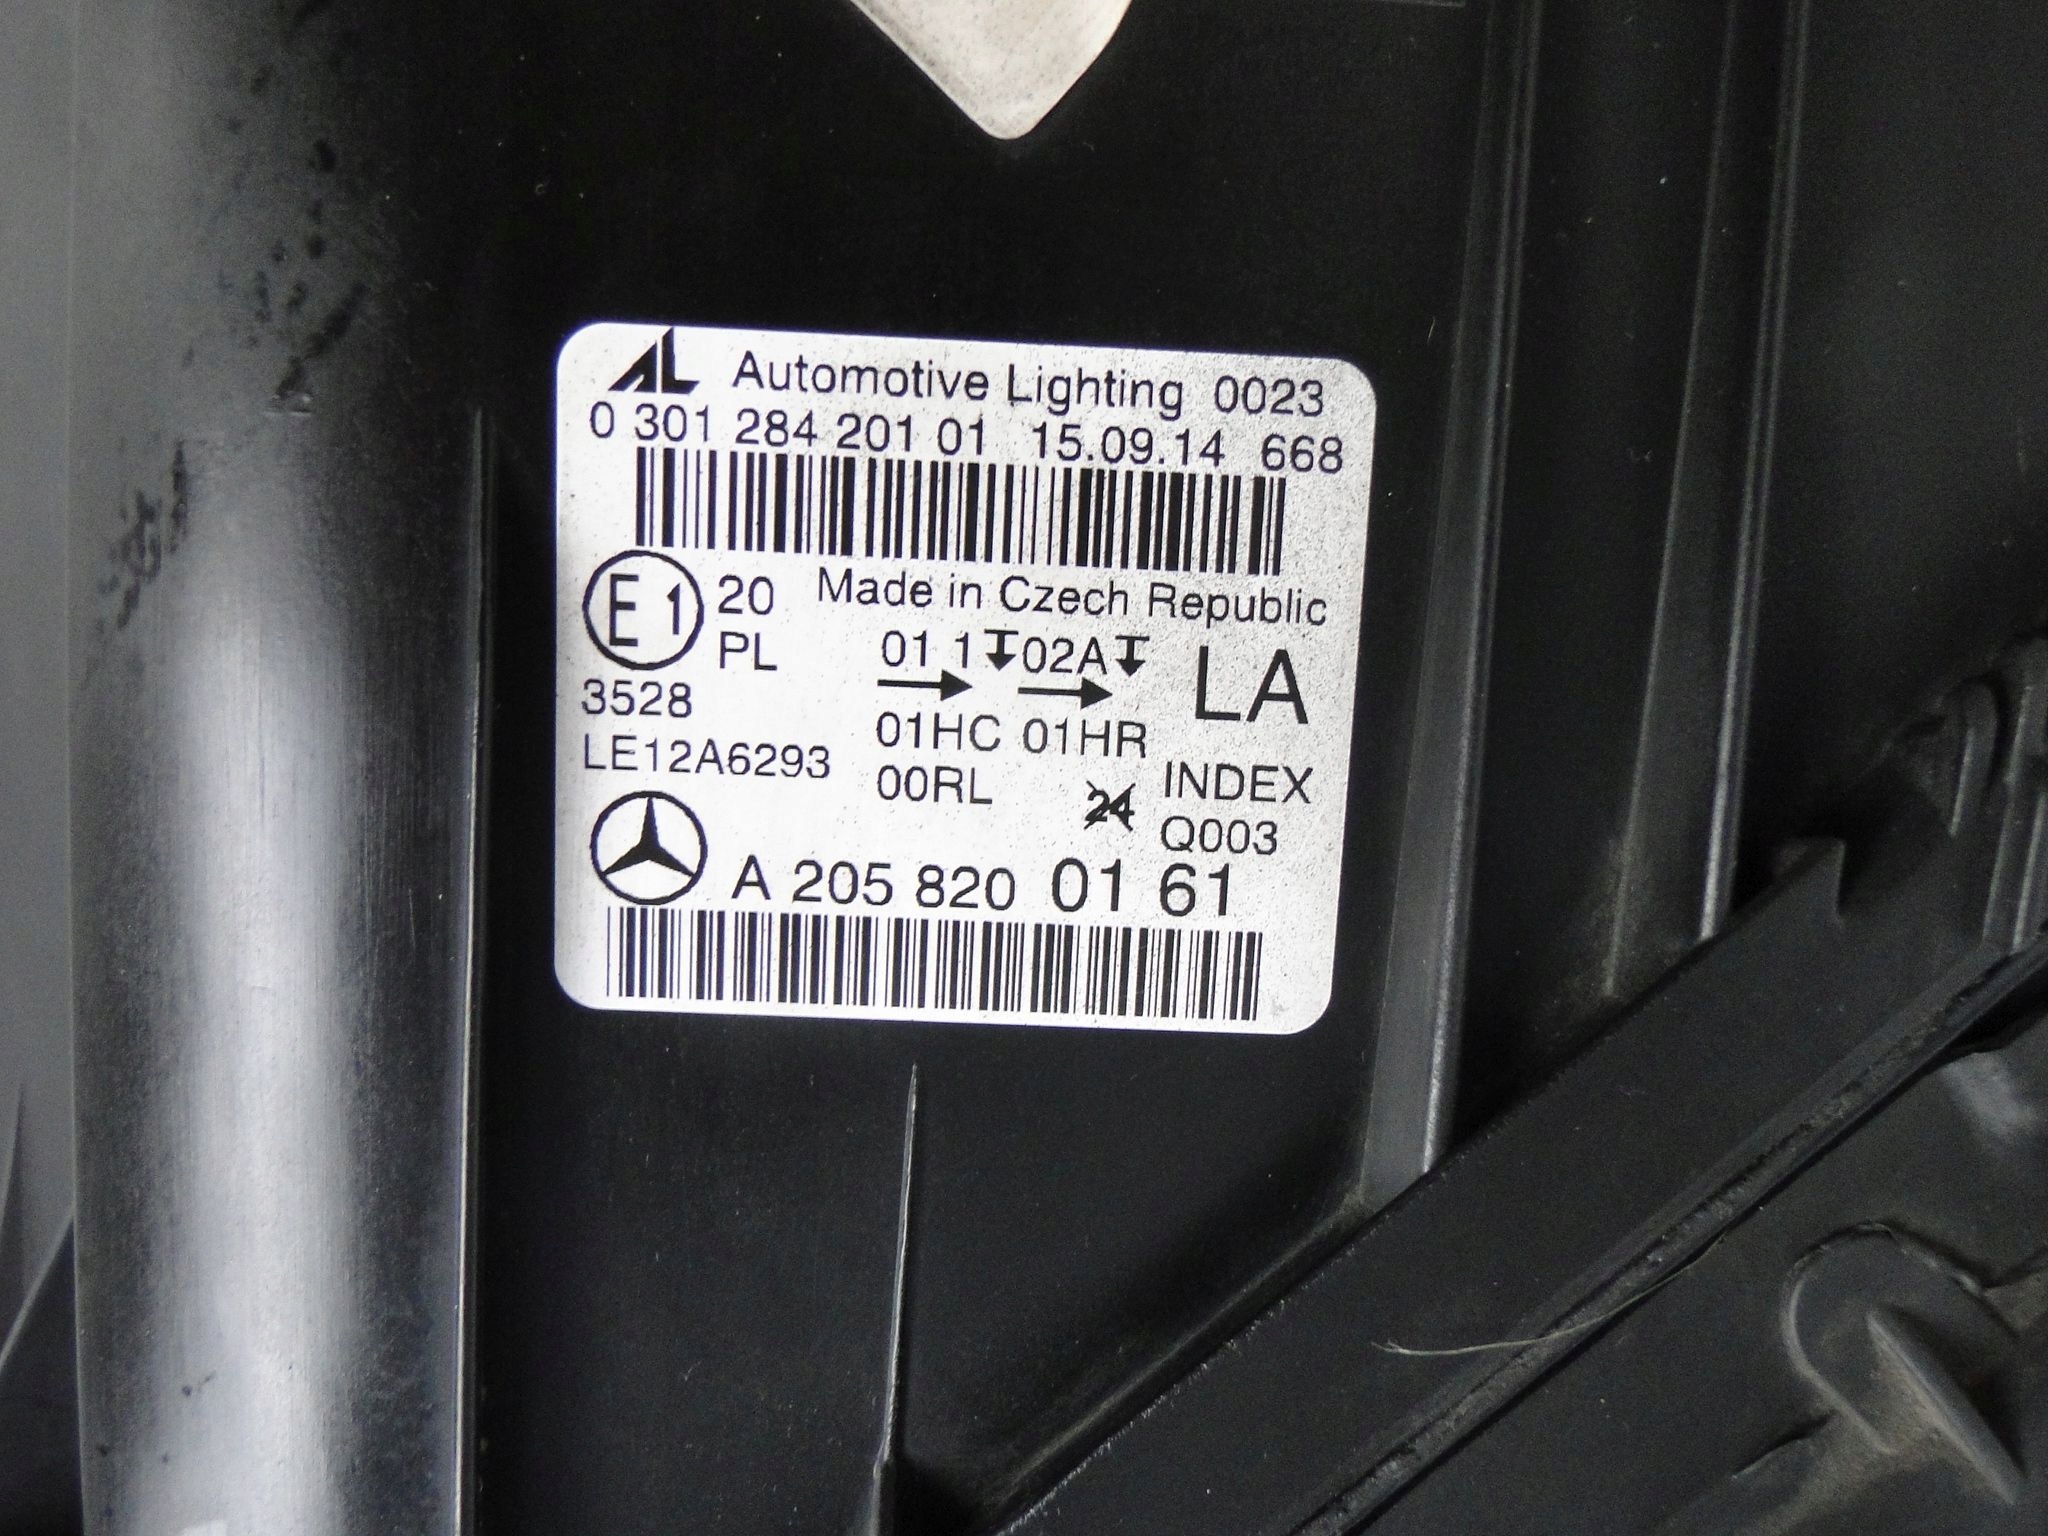 AL Automotive Lighting 0023
0 301 284 201 01 15.09.14 668
E1 20 Made in Czech Republic
PL 01 1 02A LA
3528
01HC 01HR
LE12A6293 00RL 24 INDEX
Q003
A 205 820 01 61